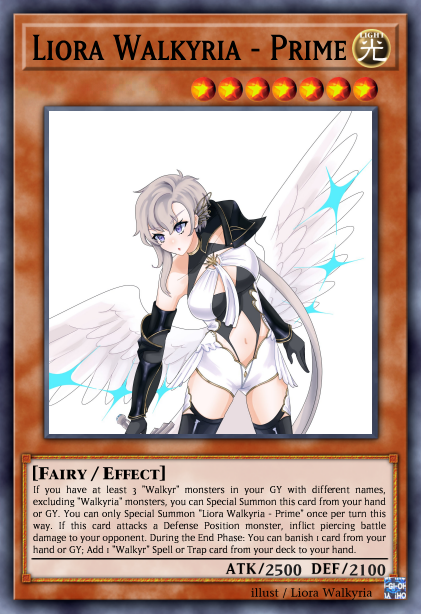 LIORA WALKYRIA - PRIME
LIGHT
光
[FAIRY / EFFECT]
If you have at least 3 "Walkyr" monsters in your GY with different names,
excluding "Walkyria" monsters, you can Special Summon this card from your hand
or GY. You can only Special Summon "Liora Walkyria - Prime" once per turn this
way. If this card attacks a Defense Position monster, inflict piercing battle
damage to your opponent. During the End Phase: You can banish 1 card from your
hand or GY; Add 1 "Walkyr" Spell or Trap card from your deck to your hand.
ATK/2500 DEF/2100
illust / Liora Walkyria